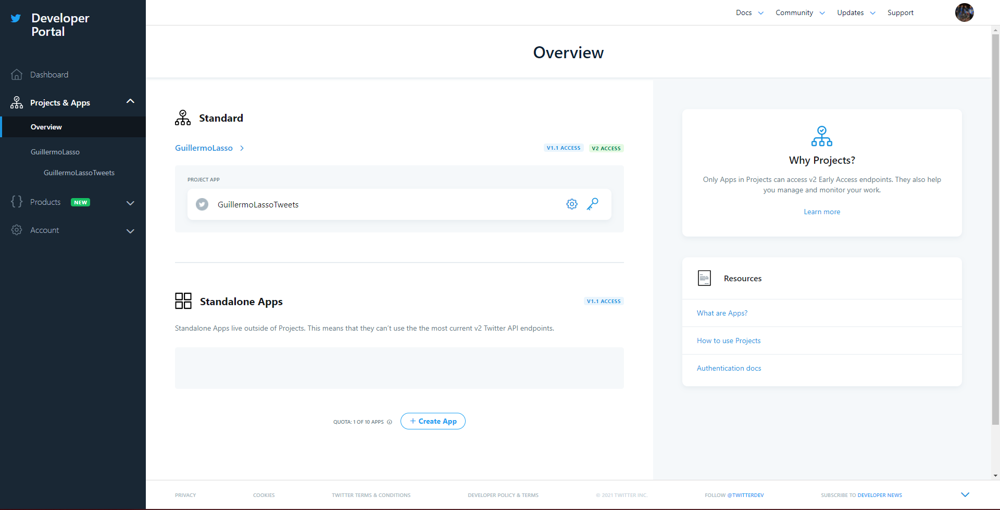 Developer
Portal
Docs
Community
Updates
Support
Overview
Dashboard
Projects & Apps
Overview
GuillermoLasso
GuillermoLassoTweets
Products NEW
Account
Standard
GuillermoLasso
V1.1 ACCESS V2 ACCESS
PROJECT APP
GuillermoLassoTweets
Standalone Apps
V1.1 ACCESS
Standalone Apps live outside of Projects. This means that they can't use the the most current v2 Twitter API endpoints.
QUOTA: 1 OF 10 APPS
+ Create App
Why Projects?
Only Apps in Projects can access v2 Early Access endpoints. They also help
you manage and monitor your work.
Learn more
Resources
What are Apps?
How to use Projects
Authentication docs
PRIVACY
COOKIES
TWITTER TERMS & CONDITIONS
DEVELOPER POLICY & TERMS
© 2021 TWITTER INC.
FOLLOW @TWITTERDEV
SUBSCRIBE TO DEVELOPER NEWS